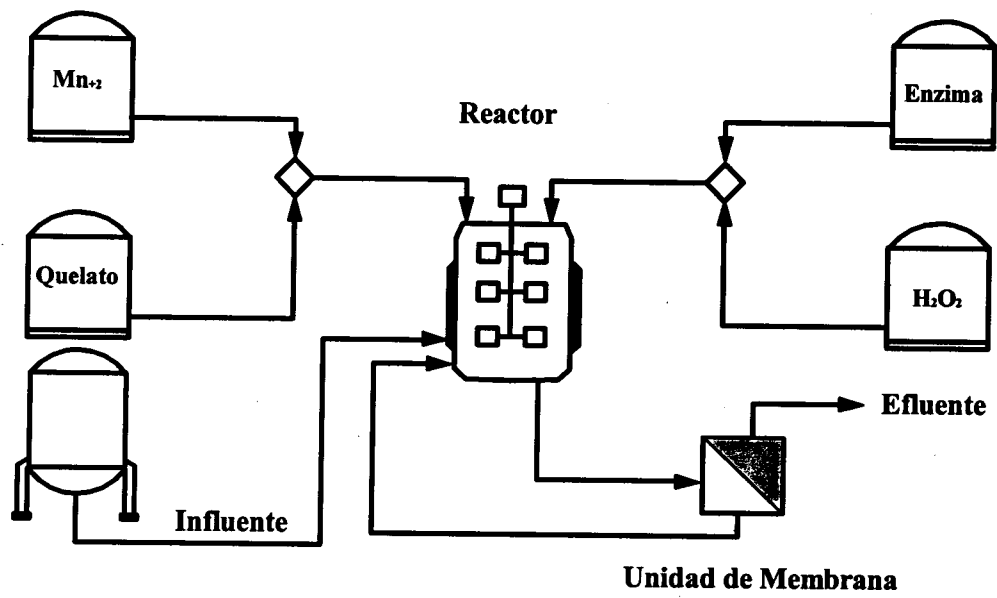 Mn+2
Reactor
Enzima
Quelato
H2O2
Efluente
Influente
Unidad de Membrana